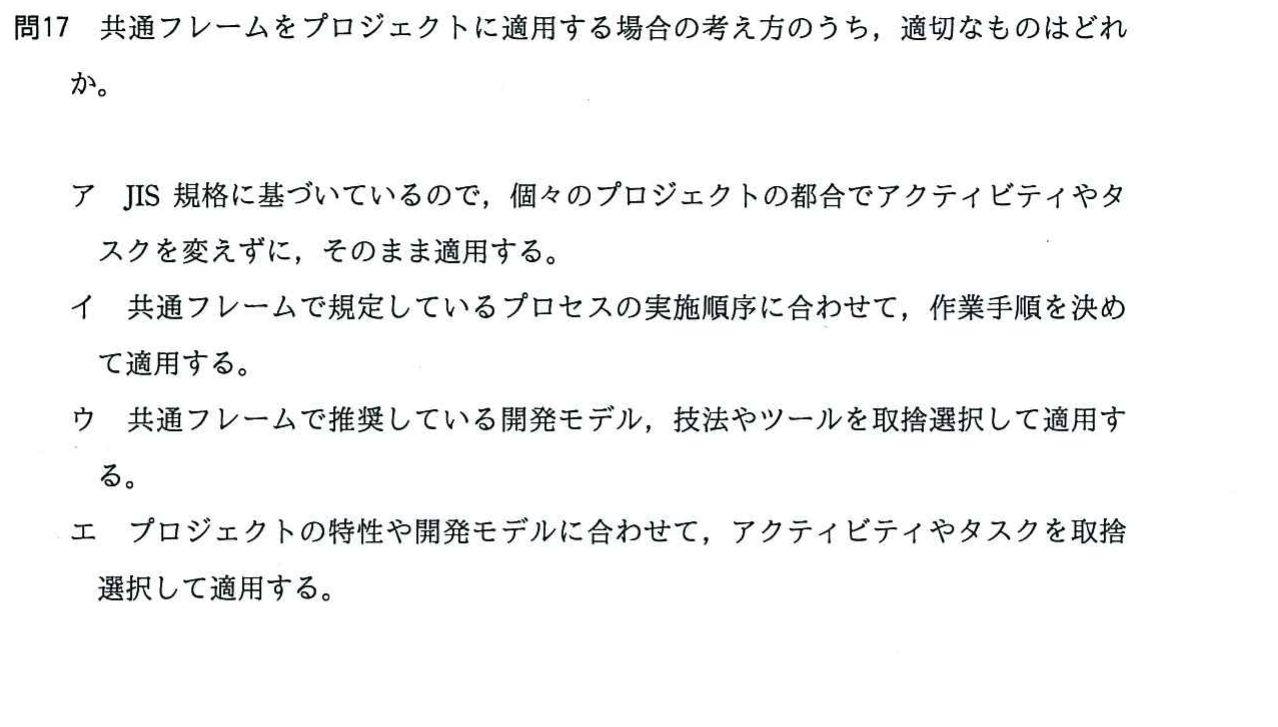 問17　共通フレームをプロジェクトに適用する場合の考え方のうち，適切なものはどれ
か。
ア　JIS 規格に基づいているので，個々のプロジェクトの都合でアクティビティやタ
スクを変えずに，そのまま適用する。
イ　共通フレームで規定しているプロセスの実施順序に合わせて，作業手順を決め
て適用する。
ウ　共通フレームで推奨している開発モデル，技法やツールを取捨選択して適用す
る。
エ　プロジェクトの特性や開発モデルに合わせて，アクティビティやタスクを取捨
選択して適用する。